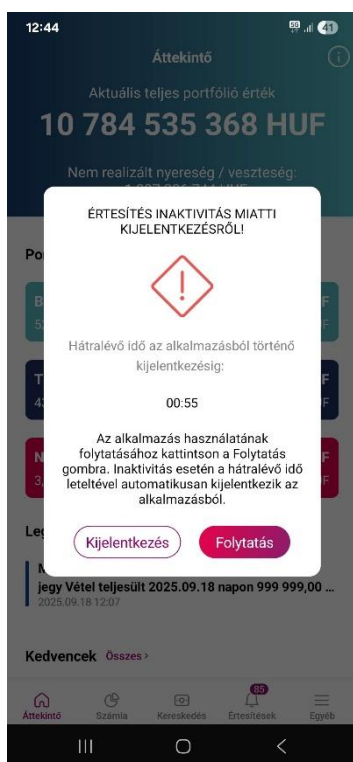 12:44
5G
41
Áttekintő
Aktuális teljes portfólió érték
10 784 535 368 HUF
Nem realizált nyereség / veszteség:
ÉRTESÍTÉS INAKTIVITÁS MIATTI
KIJELENTKEZÉSRŐL!
Hátralévő idő az alkalmazásból történő
kijelentkezésig:
00:55
Az alkalmazás használatának
folytatásához kattintson a Folytatás
gombra. Inaktivitás esetén a hátralévő idő
leteltével automatikusan kijelentkezik az
alkalmazásból.
Kijelentkezés
Folytatás
jegy Vétel teljesült 2025.09.18 napon 999 999,00 ...
2025.09.18 12:07
Kedvencek Összes >
85
Áttekintő Számla Kereskedés Értesítések Egyéb